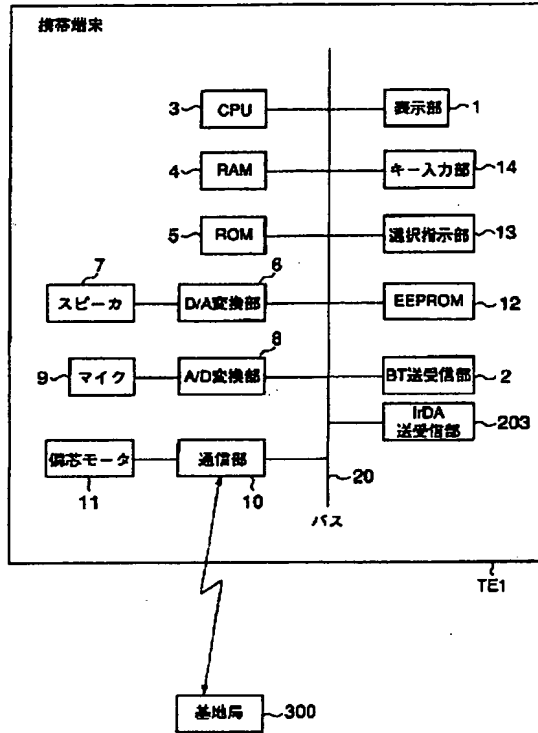 携帯端末
3 CPU 表示部 1
4 RAM キー入力部 14
5 ROM 選択指示部 13
7 6
スピーカ D/A変換部 EEPROM 12
8
9 マイク A/D変換部 BT送受信部 2
IrDA
送受信部 203
偏芯モータ 通信部
11 10 20
バス
TE1
基地局 300